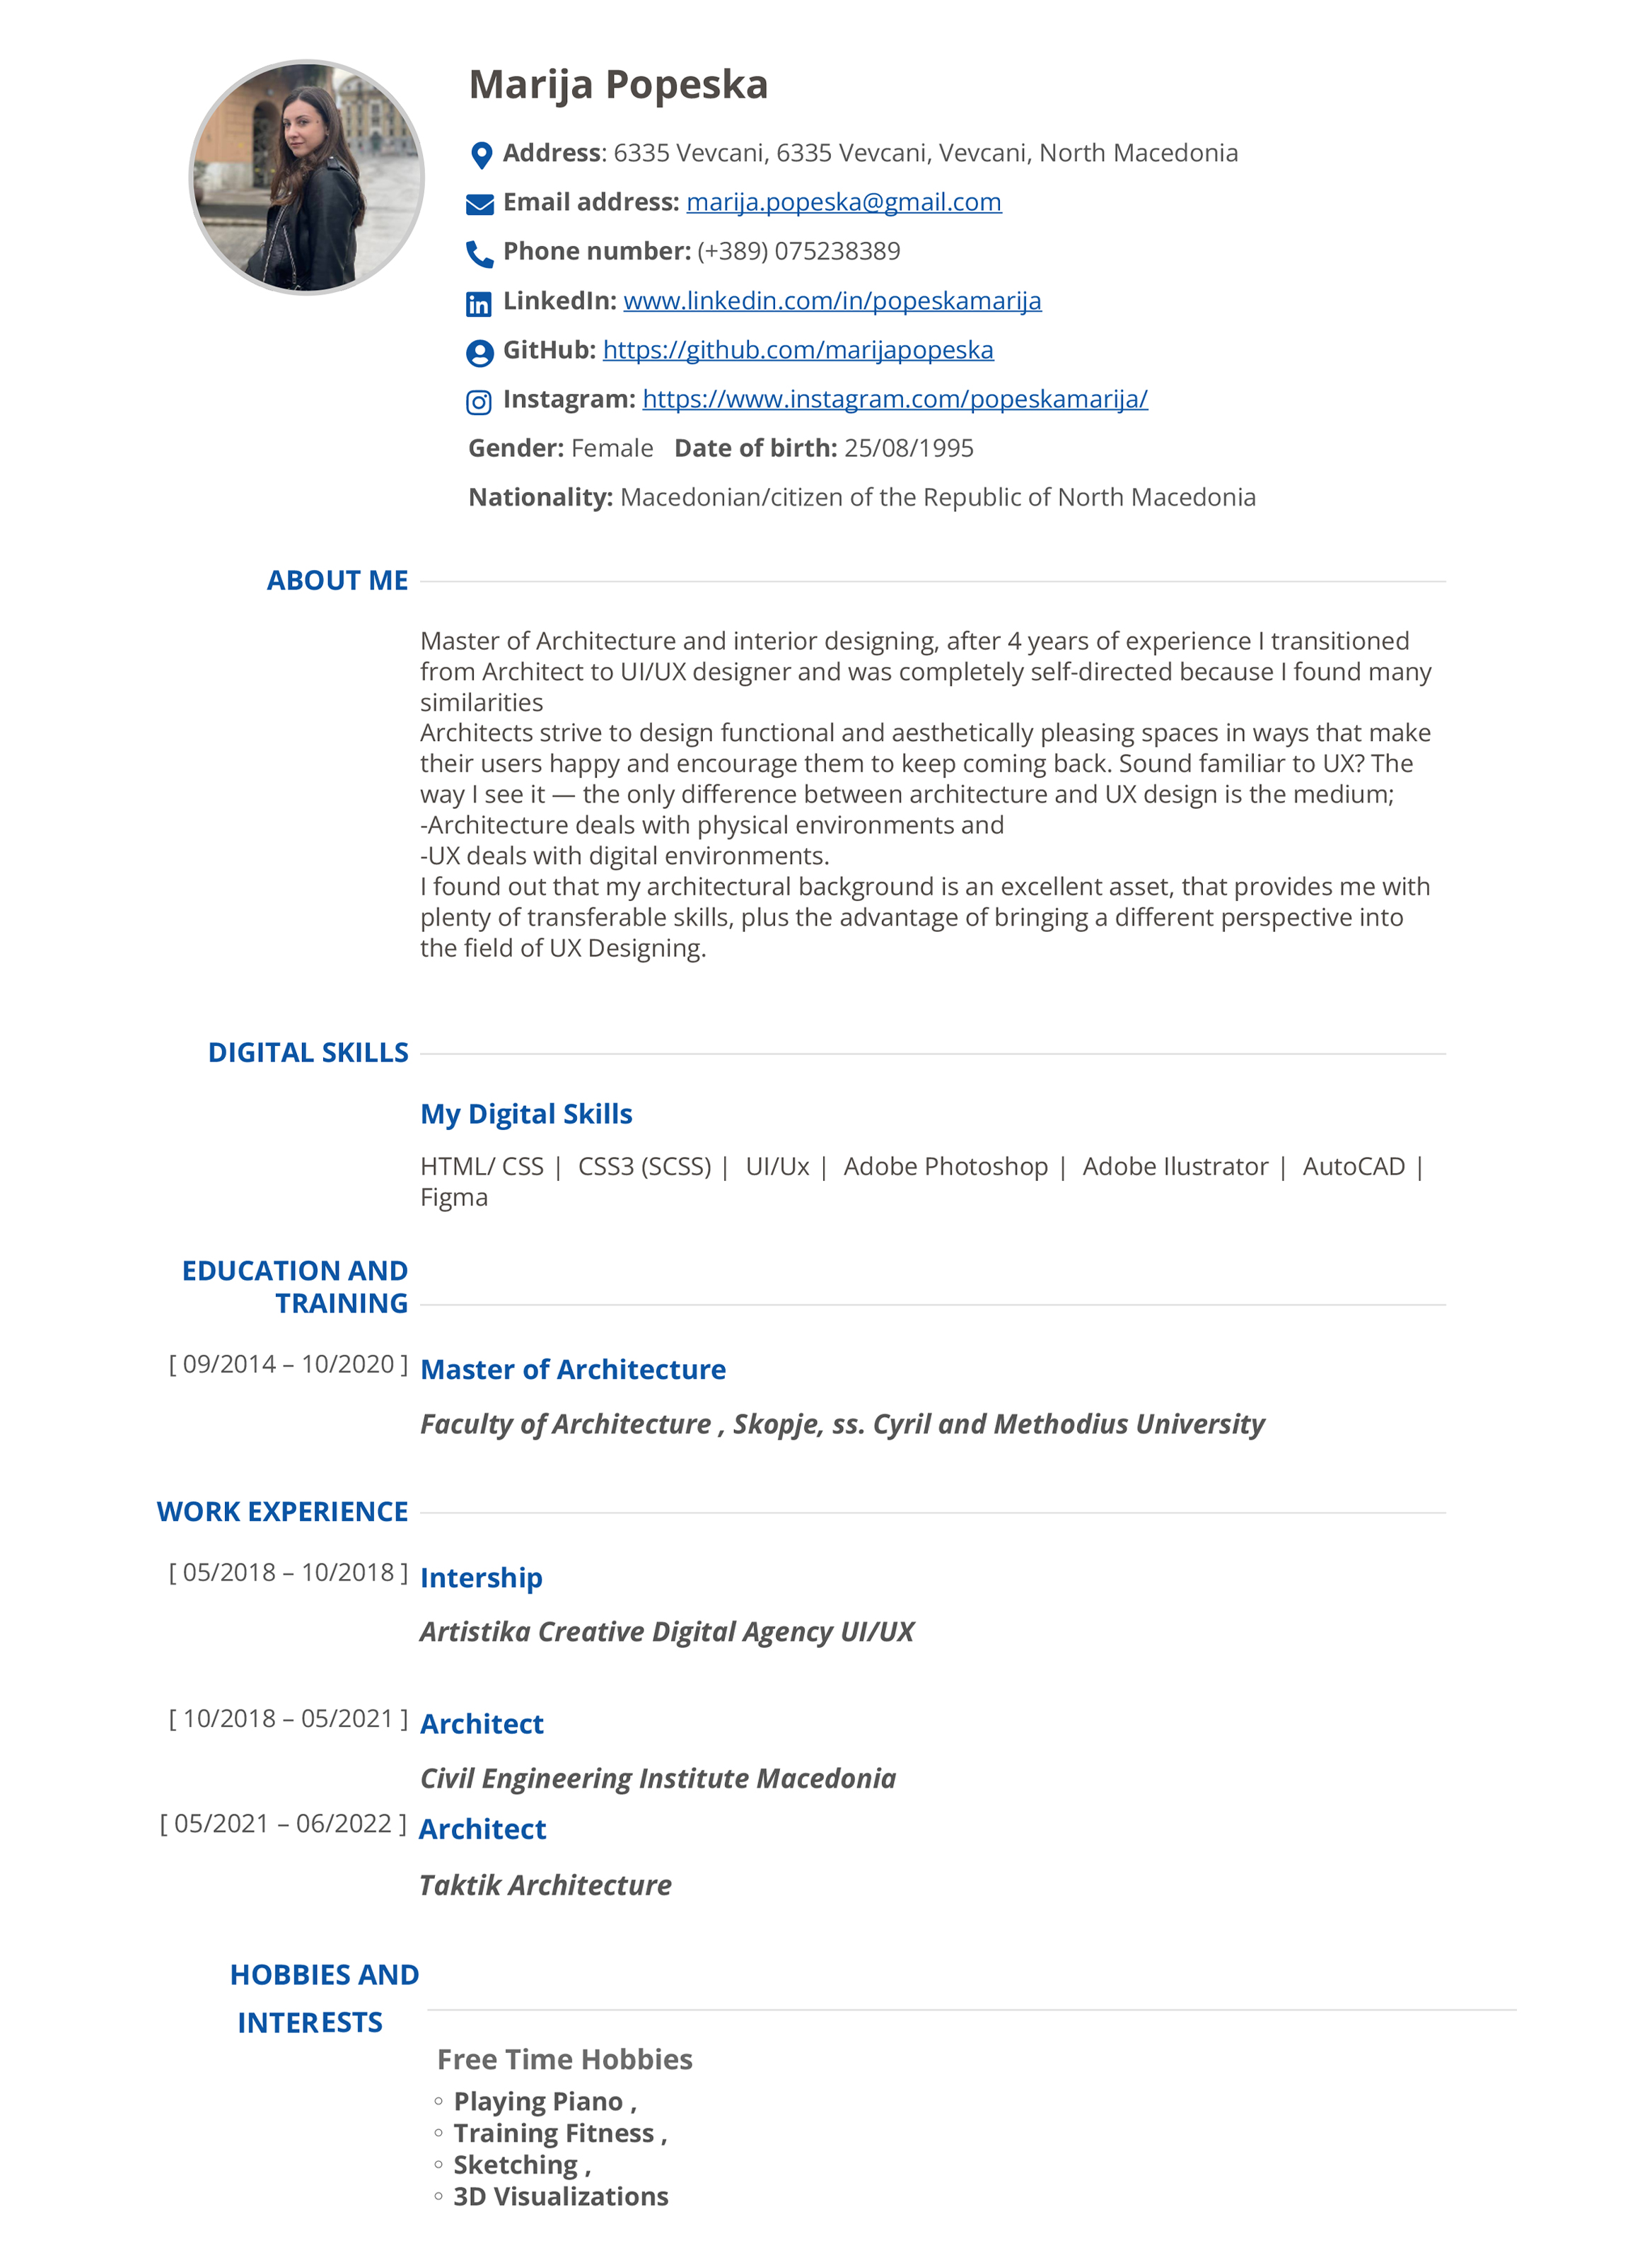 Marija Popeska
Address: 6335 Vevcani, 6335 Vevcani, Vevcani, North Macedonia
Email address: marija.popeska@gmail.com
Phone number: (+389) 075238389
LinkedIn: www.linkedin.com/in/popeskamarija
GitHub: https://github.com/marijapopeska
Instagram: https://www.instagram.com/popeskamarija/
Gender: Female Date of birth: 25/08/1995
Nationality: Macedonian/citizen of the Republic of North Macedonia
ABOUT ME
Master of Architecture and interior designing, after 4 years of experience I transitioned
from Architect to UI/UX designer and was completely self-directed because I found many
similarities
Architects strive to design functional and aesthetically pleasing spaces in ways that make
their users happy and encourage them to keep coming back. Sound familiar to UX? The
way I see it — the only difference between architecture and UX design is the medium;
-Architecture deals with physical environments and
-UX deals with digital environments.
I found out that my architectural background is an excellent asset, that provides me with
plenty of transferable skills, plus the advantage of bringing a different perspective into
the field of UX Designing.
DIGITAL SKILLS
My Digital Skills
HTML/ CSS | CSS3 (SCSS) | UI/Ux | Adobe Photoshop | Adobe Ilustrator | AutoCAD |
Figma
EDUCATION AND
TRAINING
[ 09/2014 – 10/2020 ] Master of Architecture
Faculty of Architecture , Skopje, ss. Cyril and Methodius University
WORK EXPERIENCE
[ 05/2018 – 10/2018 ] Intership
Artistika Creative Digital Agency UI/UX
[ 10/2018 – 05/2021 ] Architect
Civil Engineering Institute Macedonia
[ 05/2021 – 06/2022 ] Architect
Taktik Architecture
HOBBIES AND
INTERESTS
Free Time Hobbies
◦ Playing Piano ,
◦ Training Fitness ,
◦ Sketching ,
◦ 3D Visualizations